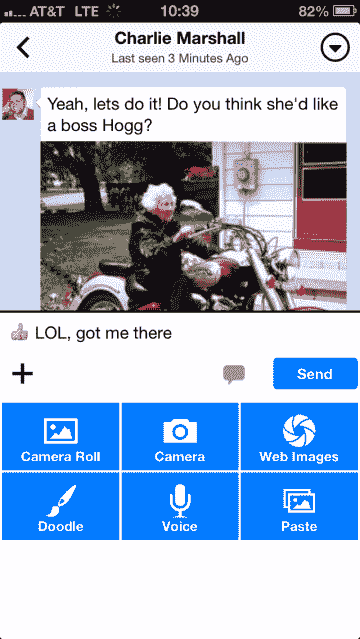 AT&T LTE 10:39 82%
Charlie Marshall
Last seen 3 Minutes Ago
Yeah, lets do it! Do you think she'd like
a boss Hogg?
👍 LOL, got me there
Send
Camera Roll Camera Web Images
Doodle Voice Paste